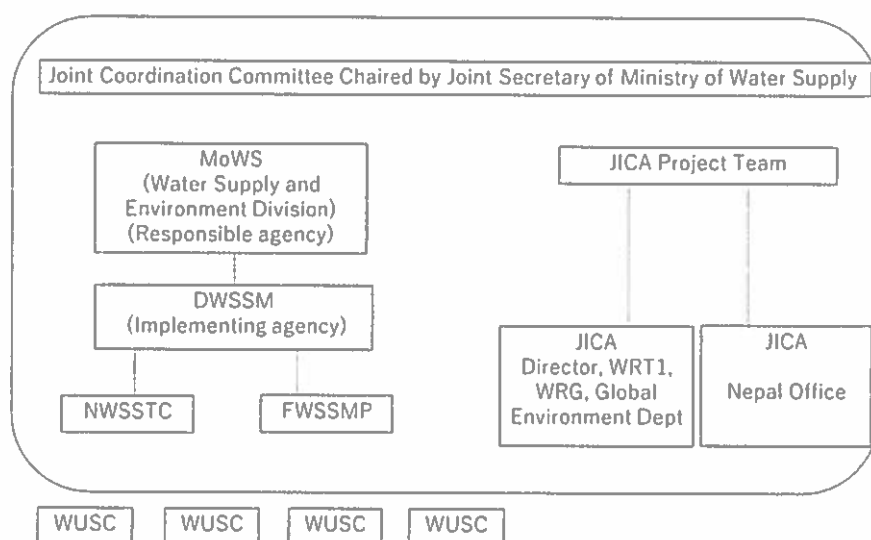 Joint Coordination Committee Chaired by Joint Secretary of Ministry of Water Supply
MoWS
(Water Supply and
Environment Division)
(Responsible agency)
JICA Project Team
DWSSM
(Implementing agency)
NWSSTC
FWSSMP
JICA
Director, WRT1,
WRG, Global
Environment Dept
JICA
Nepal Office
WUSC
WUSC
WUSC
WUSC